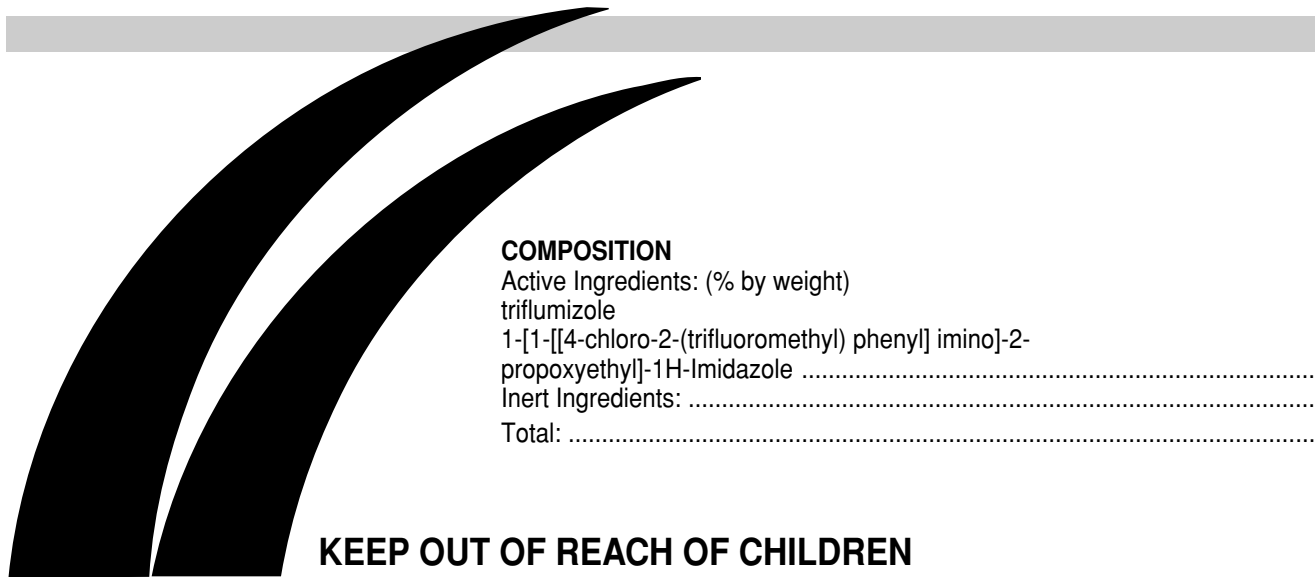 COMPOSITION
Active Ingredients: (% by weight)
triflumizole
1-[1-[[4-chloro-2-(trifluoromethyl) phenyl] imino]-2-
propoxyethyl]-1H-Imidazole ................................................................................
Inert Ingredients: ..................................................................................................
Total: .....................................................................................................................
KEEP OUT OF REACH OF CHILDREN